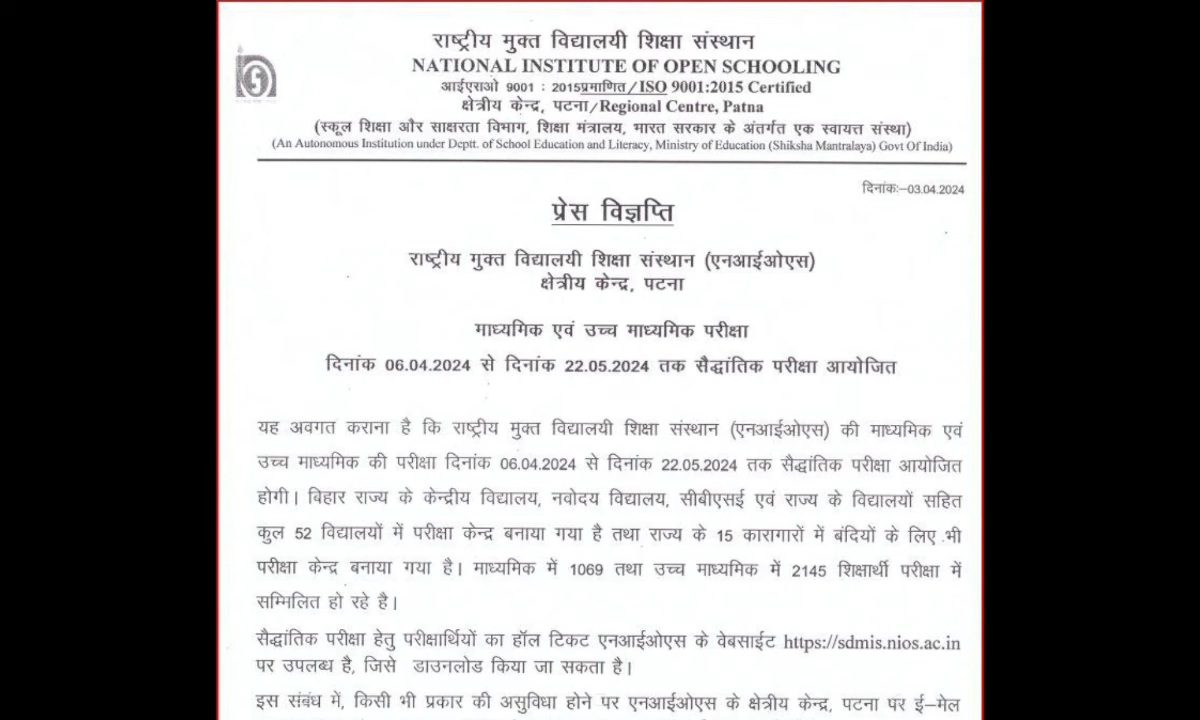 राष्ट्रीय मुक्त विद्यालयी शिक्षा संस्थान
NATIONAL INSTITUTE OF OPEN SCHOOLING
आईएसओ 9001 : 2015प्रमाणित/ISO 9001:2015 Certified
क्षेत्रीय केन्द्र, पटना/Regional Centre, Patna
(स्कूल शिक्षा और साक्षरता विभाग, शिक्षा मंत्रालय, भारत सरकार के अंतर्गत एक स्वायत्त संस्था)
(An Autonomous Institution under Deptt. of School Education and Literacy, Ministry of Education (Shiksha Mantralaya) Govt Of India)
दिनांकः–03.04.2024
प्रेस विज्ञप्ति
राष्ट्रीय मुक्त विद्यालयी शिक्षा संस्थान (एनआईओएस)
क्षेत्रीय केन्द्र, पटना
माध्यमिक एवं उच्च माध्यमिक परीक्षा
दिनांक 06.04.2024 से दिनांक 22.05.2024 तक सैद्धांतिक परीक्षा आयोजित
यह अवगत कराना है कि राष्ट्रीय मुक्त विद्यालयी शिक्षा संस्थान (एनआईओएस) की माध्यमिक एवं
उच्च माध्यमिक की परीक्षा दिनांक 06.04.2024 से दिनांक 22.05.2024 तक सैद्धांतिक परीक्षा आयोजित
होगी। बिहार राज्य के केन्द्रीय विद्यालय, नवोदय विद्यालय, सीबीएसई एवं राज्य के विद्यालयों सहित
कुल 52 विद्यालयों में परीक्षा केन्द्र बनाया गया है तथा राज्य के 15 कारागारों में बंदियों के लिए भी
परीक्षा केन्द्र बनाया गया है। माध्यमिक में 1069 तथा उच्च माध्यमिक में 2145 शिक्षार्थी परीक्षा में
सम्मिलित हो रहे है।
सैद्धांतिक परीक्षा हेतु परीक्षार्थियों का हॉल टिकट एनआईओएस के वेबसाईट https://sdmis.nios.ac.in
पर उपलब्ध है, जिसे डाउनलोड किया जा सकता है।
इस संबंध में, किसी भी प्रकार की असुविधा होने पर एनआईओएस के क्षेत्रीय केन्द्र, पटना पर ई–मेल